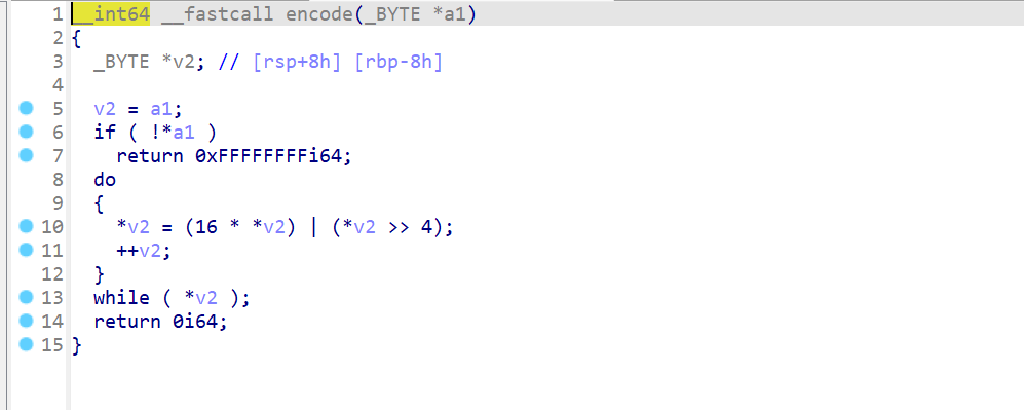 1 __int64 __fastcall encode(_BYTE *a1)
2 {
3   _BYTE *v2; // [rsp+8h] [rbp-8h]
4
5   v2 = a1;
6   if ( !*a1 )
7     return 0xFFFFFFFFi64;
8   do
9   {
10     *v2 = (16 * *v2) | (*v2 >> 4);
11     ++v2;
12   }
13   while ( *v2 );
14   return 0i64;
15 }